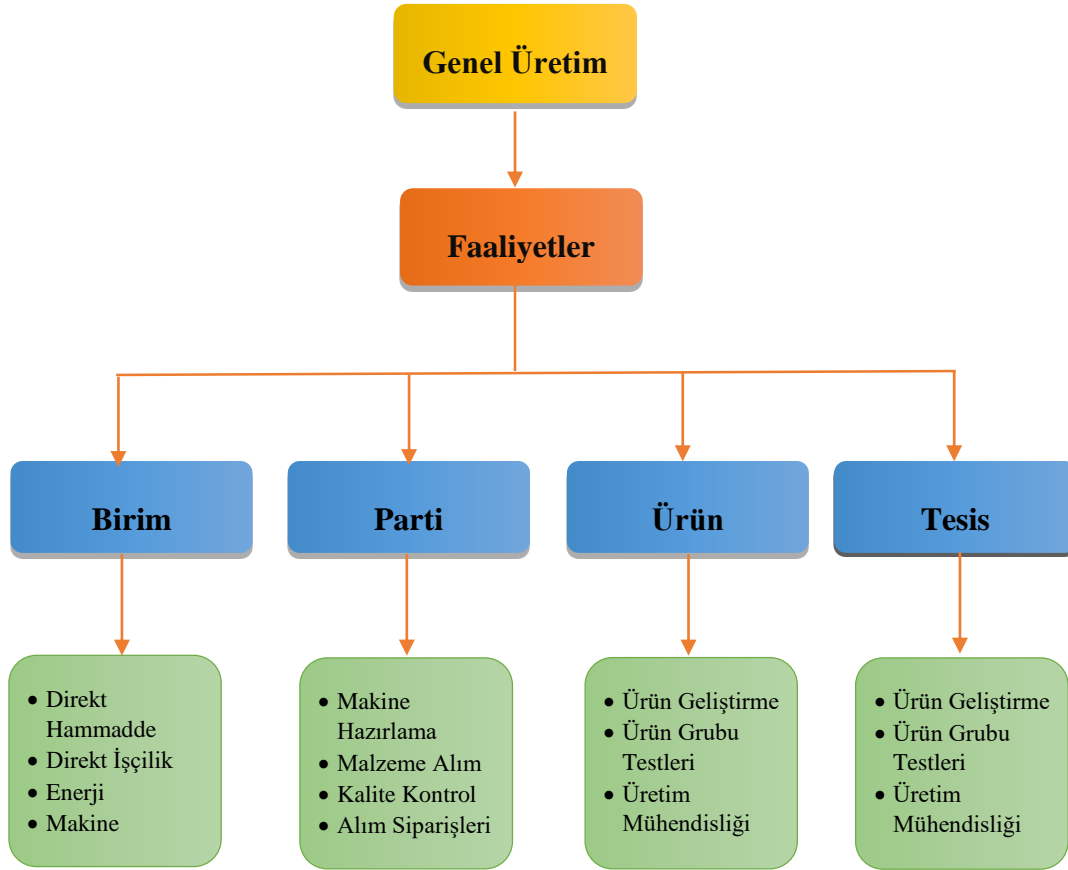 Genel Üretim
Faaliyetler
Birim
Parti
Ürün
Tesis
• Direkt
Hammadde
• Direkt İşçilik
• Enerji
• Makine
• Makine
Hazırlama
• Malzeme Alım
• Kalite Kontrol
• Alım Siparişleri
• Ürün Geliştirme
• Ürün Grubu
Testleri
• Üretim
Mühendisliği
• Ürün Geliştirme
• Ürün Grubu
Testleri
• Üretim
Mühendisliği